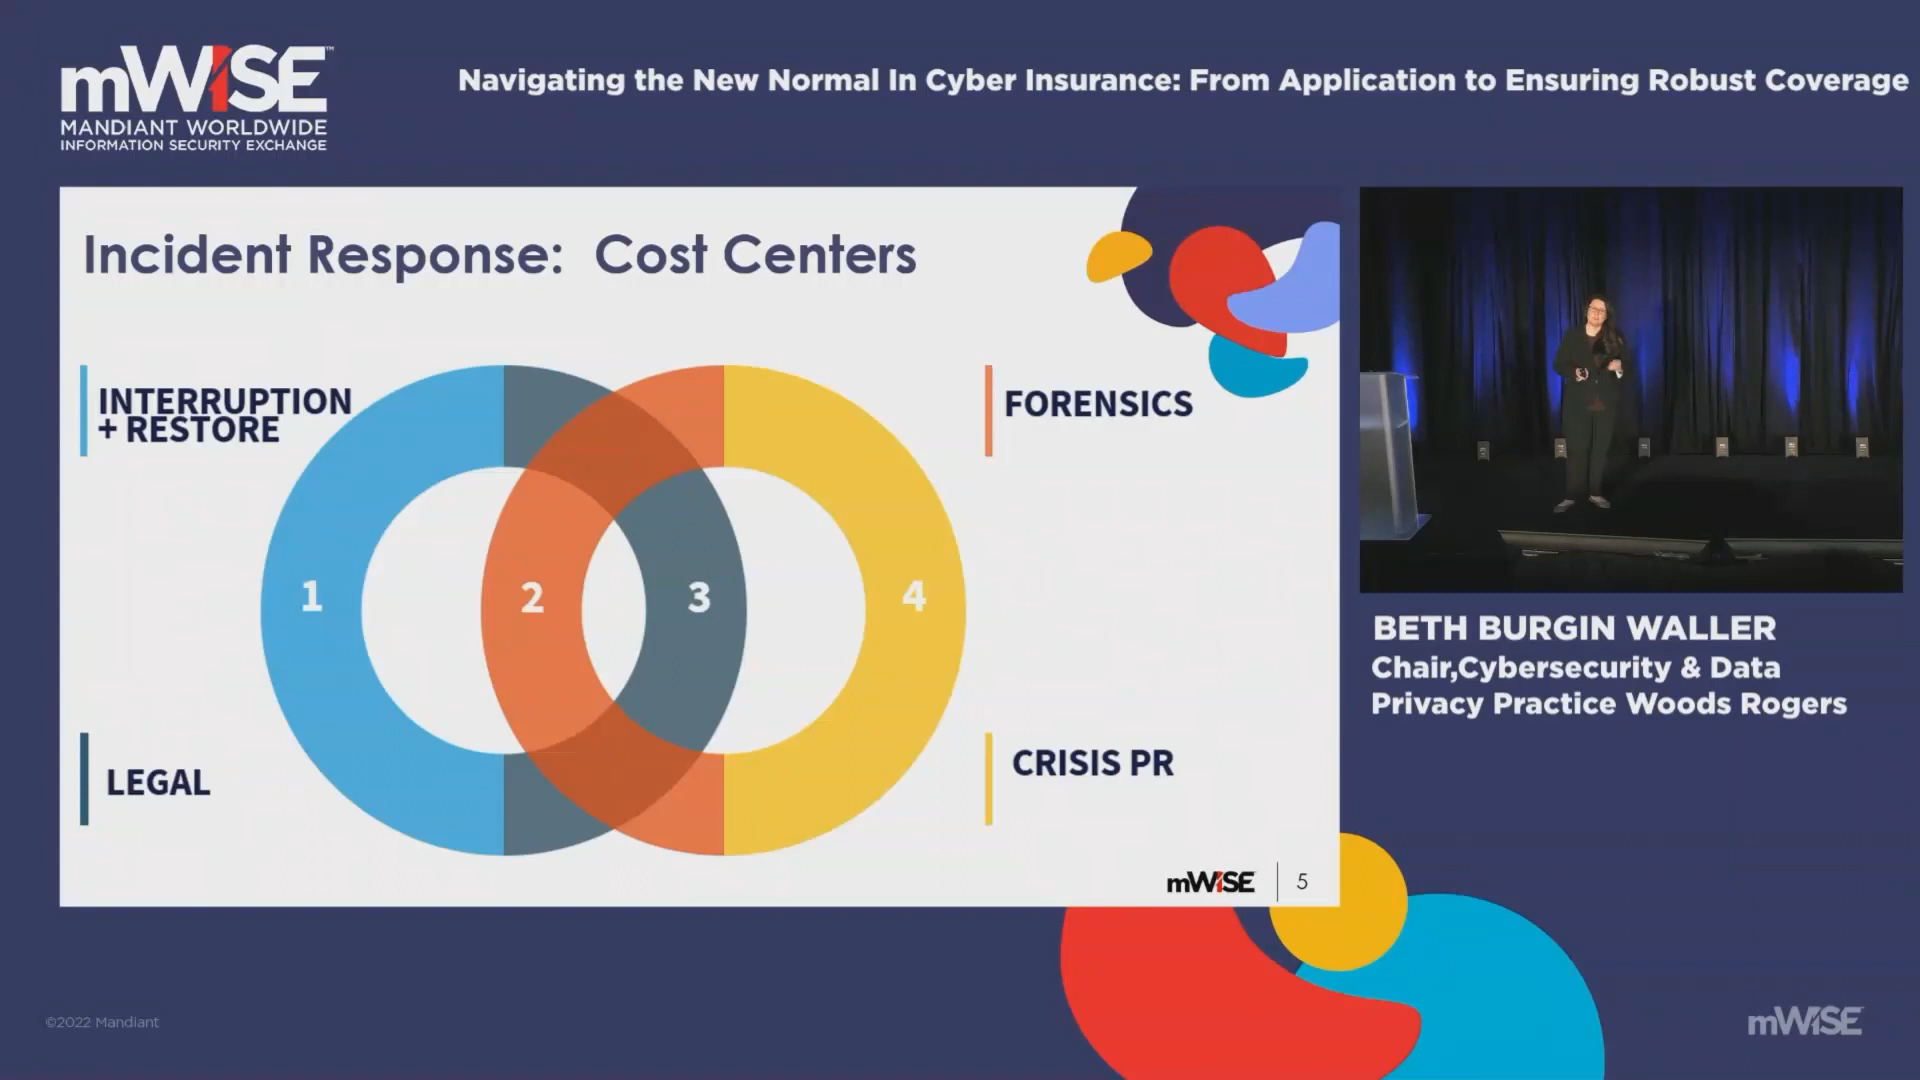 mWISE™
MANDIANT WORLDWIDE
INFORMATION SECURITY EXCHANGE
Navigating the New Normal In Cyber Insurance: From Application to Ensuring Robust Coverage
Incident Response: Cost Centers
INTERRUPTION
+ RESTORE
FORENSICS
1
2
3
4
LEGAL
CRISIS PR
mWISE
5
BETH BURGIN WALLER
Chair,Cybersecurity & Data
Privacy Practice Woods Rogers
©2022 Mandiant
mWISE